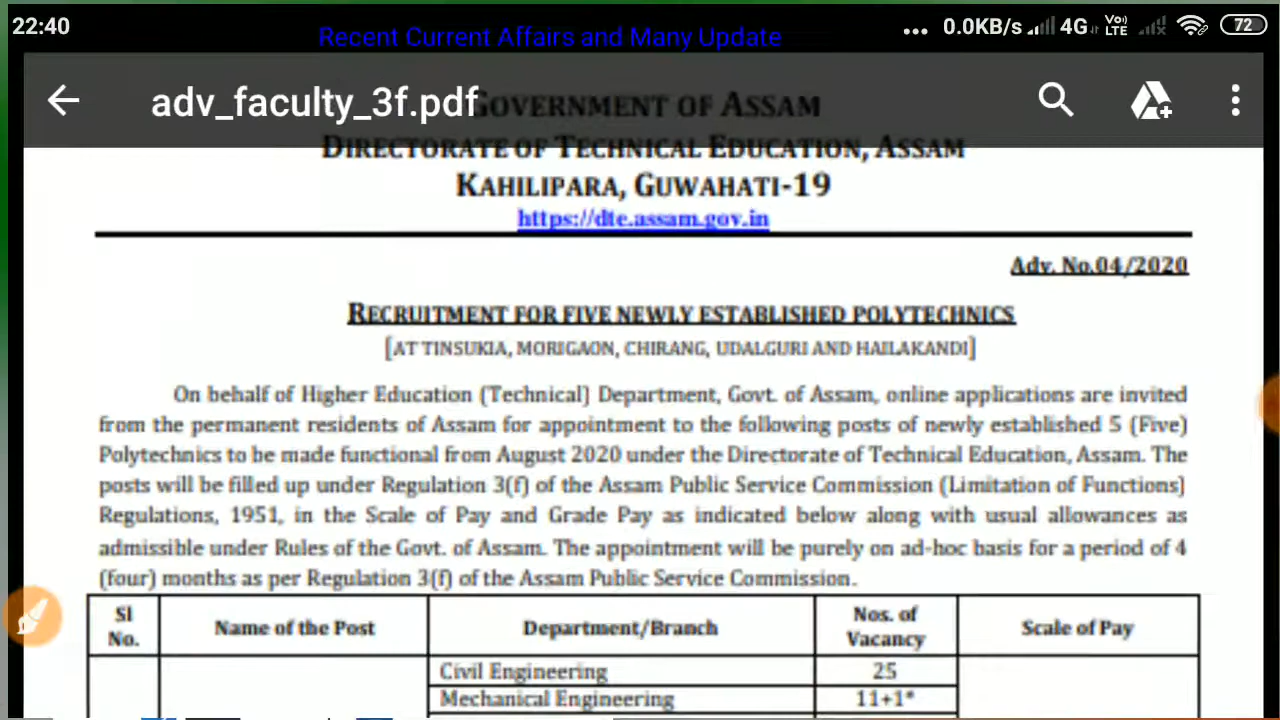 22:40
Recent Current Affairs and Many Update
... 0.0KB/s 4G Vo) LTE 72
adv_faculty_3f.pdf
GOVERNMENT OF ASSAM
DIRECTORATE OF TECHNICAL EDUCATION, ASSAM
KAHILIPARA, GUWAHATI-19
https://dte.assam.gov.in
Adv. No.04/2020
RECRUITMENT FOR FIVE NEWLY ESTABLISHED POLYTECHNICS
[AT TINSUKIA, MORIGAON, CHIRANG, UDALGURI AND HAILAKANDI]
On behalf of Higher Education (Technical) Department, Govt. of Assam, online applications are invited
from the permanent residents of Assam for appointment to the following posts of newly established 5 (Five)
Polytechnics to be made functional from August 2020 under the Directorate of Technical Education, Assam. The
posts will be filled up under Regulation 3(f) of the Assam Public Service Commission (Limitation of Functions)
Regulations, 1951, in the Scale of Pay and Grade Pay as indicated below along with usual allowances as
admissible under Rules of the Govt. of Assam. The appointment will be purely on ad-hoc basis for a period of 4
(four) months as per Regulation 3(f) of the Assam Public Service Commission.
Sl No. Name of the Post Department/Branch Nos. of Vacancy Scale of Pay
Civil Engineering 25
Mechanical Engineering 11+1*